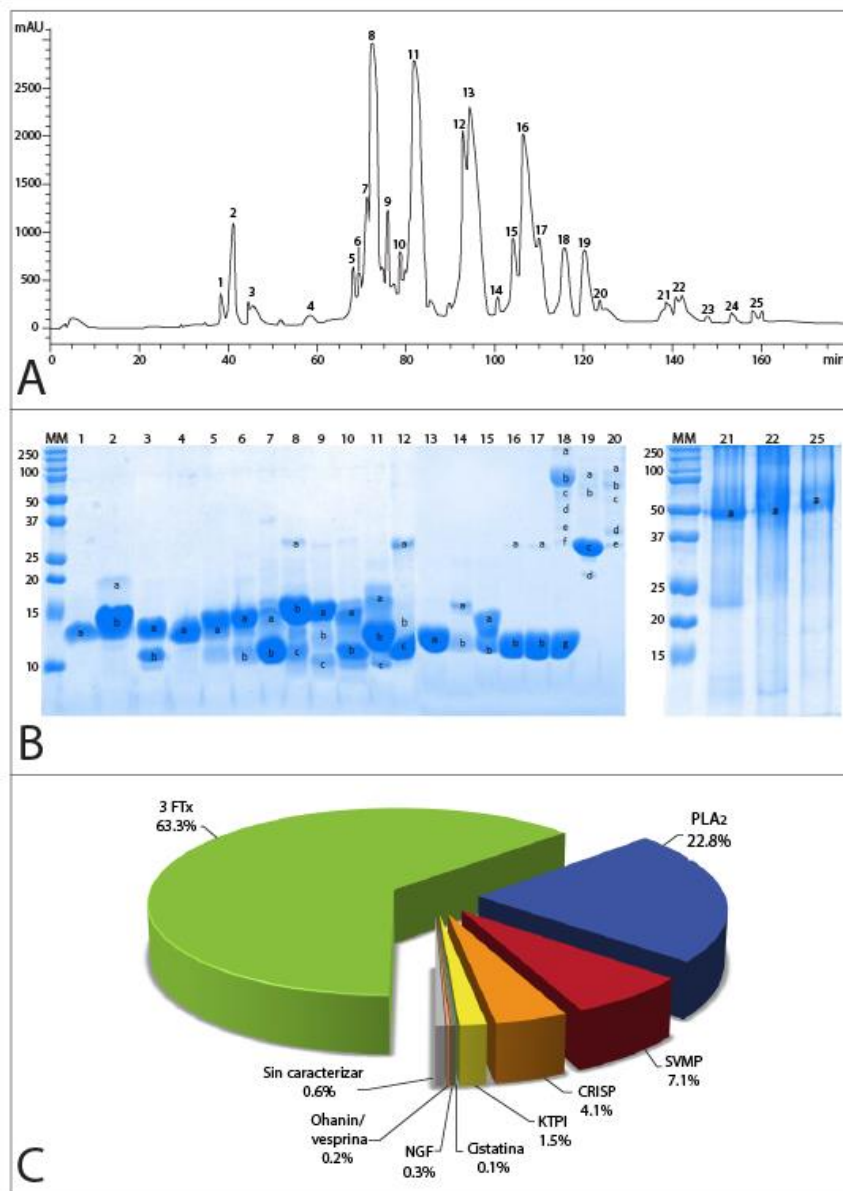 mAU
8
11
2500
13
12
16
2000
1500
7
9
2
15
17
1000
6
18
19
5
10
500
1
14
3
20
21
22
4
25
24
23
0
0
20
40
60
80
100
120
140
160
min
A
MM 1 2 3 4 5 6 7 8 9 10 11 12 13 14 15 16 17 18 19 20
MM 21 22 25
250
100
50
37
25
20
15
10
250
100
50
37
25
20
15
a
a
b
a
b
a
a
b
a
b
a
b
a
b
c
a
b
c
a
b
a
b
c
a
b
c
a
a
b
a
b
a
b
a
b
a
b
c
d
e
f
g
a
b
c
d
a
b
c
d
e
a
a
a
B
3 FTx
63.3%
PLA2
22.8%
SVMP
7.1%
CRISP
4.1%
KTPI
1.5%
Cistatina
0.1%
NGF
0.3%
Ohanin/
vesprina
0.2%
Sin caracterizar
0.6%
C